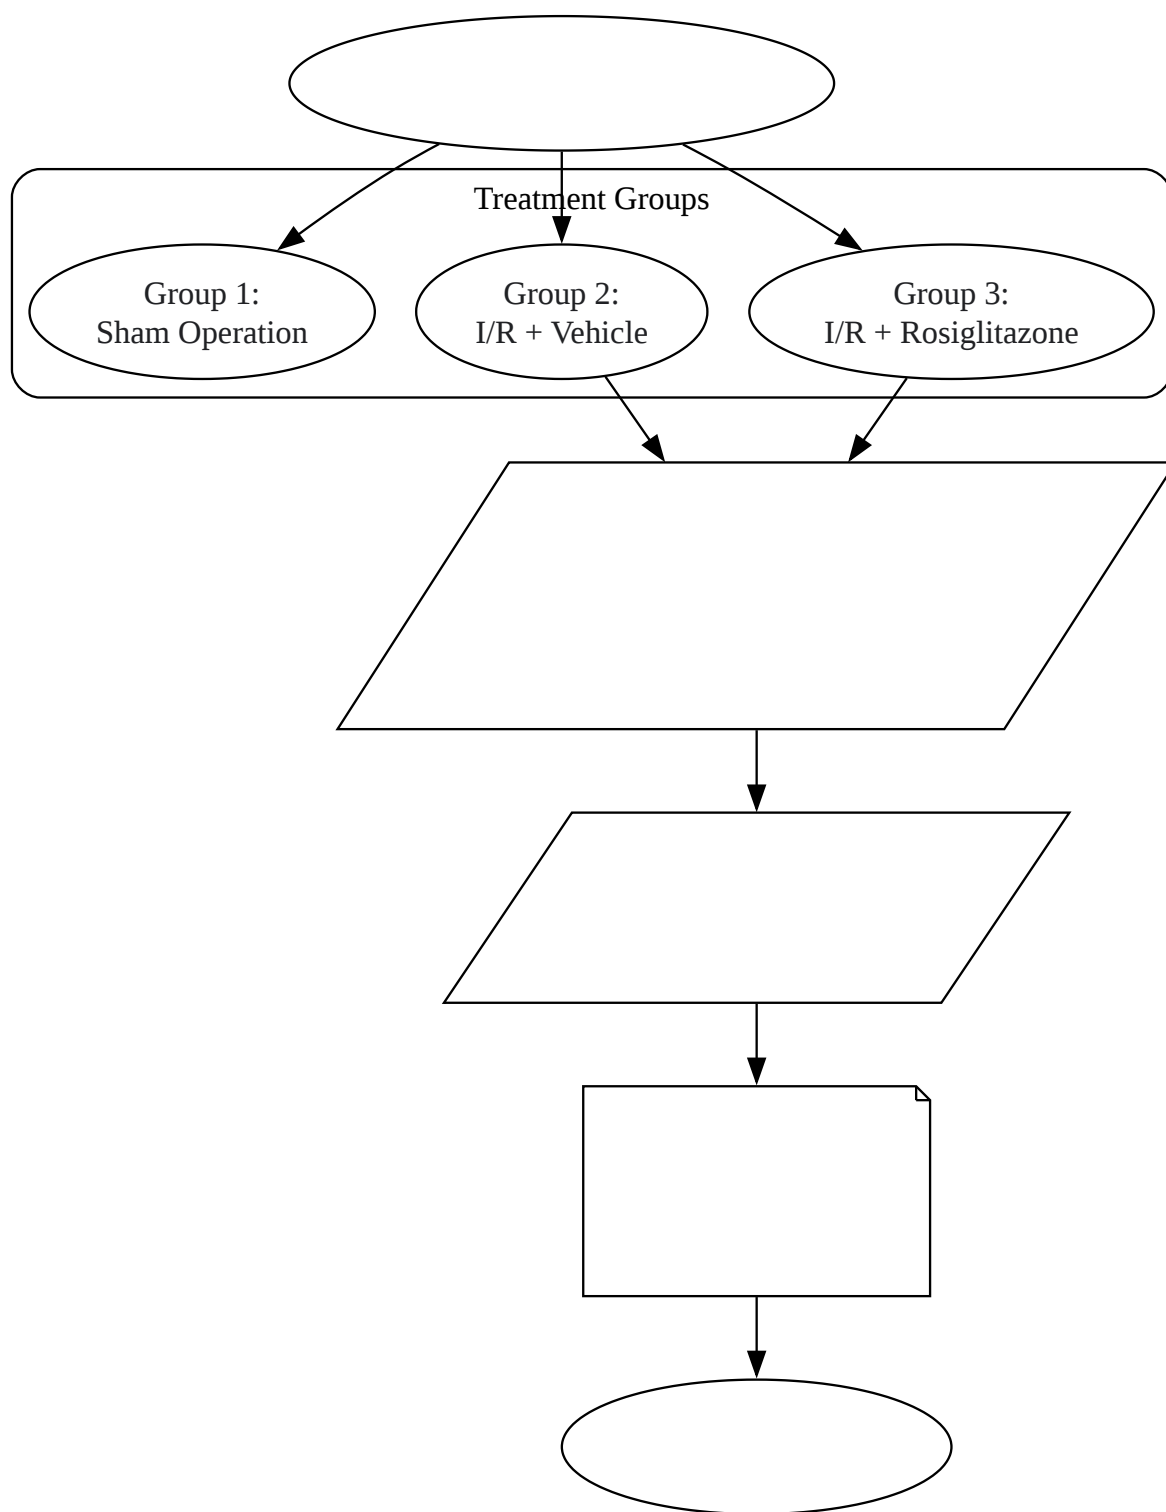 Treatment Groups
Group 1:
Sham Operation
Group 2:
I/R + Vehicle
Group 3:
I/R + Rosiglitazone